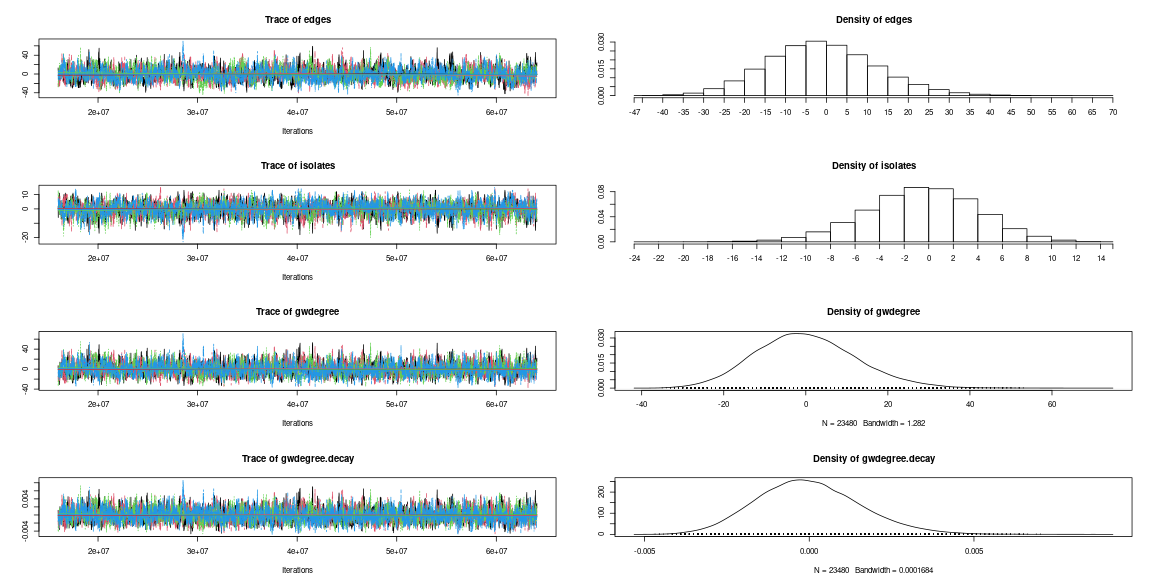 Trace of edges
40
0
-40
2e+07 3e+07 4e+07 5e+07 6e+07
Iterations
Density of edges
0.030
0.015
0.000
-47 -40 -35 -30 -25 -20 -15 -10 -5 0 5 10 15 20 25 30 35 40 45 50 55 60 65 70
Trace of isolates
10
0
-20
2e+07 3e+07 4e+07 5e+07 6e+07
Iterations
Density of isolates
0.08
0.04
0.00
-24 -22 -20 -18 -16 -14 -12 -10 -8 -6 -4 -2 0 2 4 6 8 10 12 14
Trace of gwdegree
40
0
-40
2e+07 3e+07 4e+07 5e+07 6e+07
Iterations
Density of gwdegree
0.030
0.015
0.000
-40 -20 0 20 40 60
N = 23480 Bandwidth = 1.282
Trace of gwdegree.decay
0.004
-0.004
2e+07 3e+07 4e+07 5e+07 6e+07
Iterations
Density of gwdegree.decay
200
100
0
-0.005 0.000 0.005
N = 23480 Bandwidth = 0.0001684